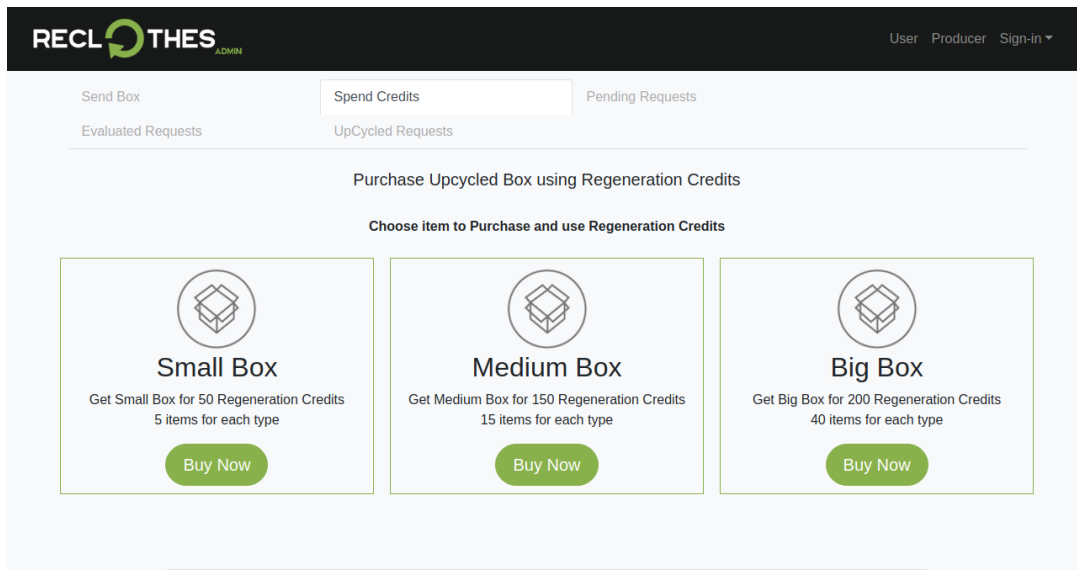 RECLOTHES ADMIN
User Producer Sign-in
Send Box Spend Credits Pending Requests
Evaluated Requests UpCycled Requests
Purchase Upcycled Box using Regeneration Credits
Choose item to Purchase and use Regeneration Credits
Small Box
Get Small Box for 50 Regeneration Credits
5 items for each type
Buy Now
Medium Box
Get Medium Box for 150 Regeneration Credits
15 items for each type
Buy Now
Big Box
Get Big Box for 200 Regeneration Credits
40 items for each type
Buy Now